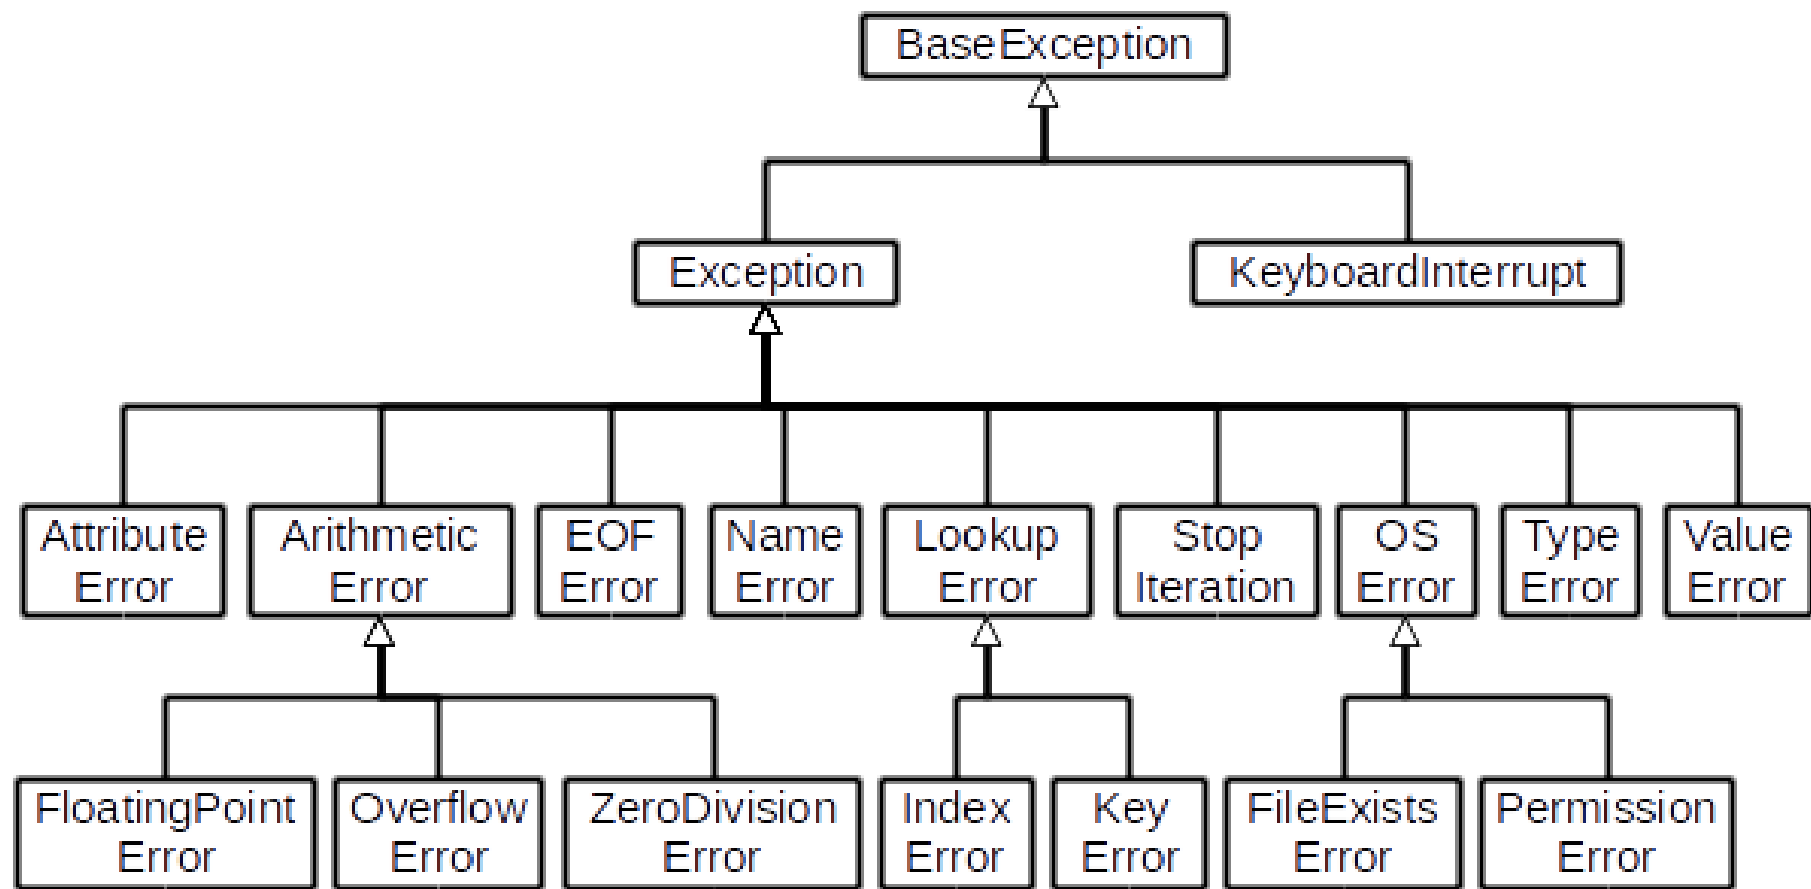 BaseException
Exception
KeyboardInterrupt
Attribute
Error
Arithmetic
Error
EOF
Error
Name
Error
Lookup
Error
Stop
Iteration
OS
Error
Type
Error
Value
Error
FloatingPoint
Error
Overflow
Error
ZeroDivision
Error
Index
Error
Key
Error
FileExists
Error
Permission
Error